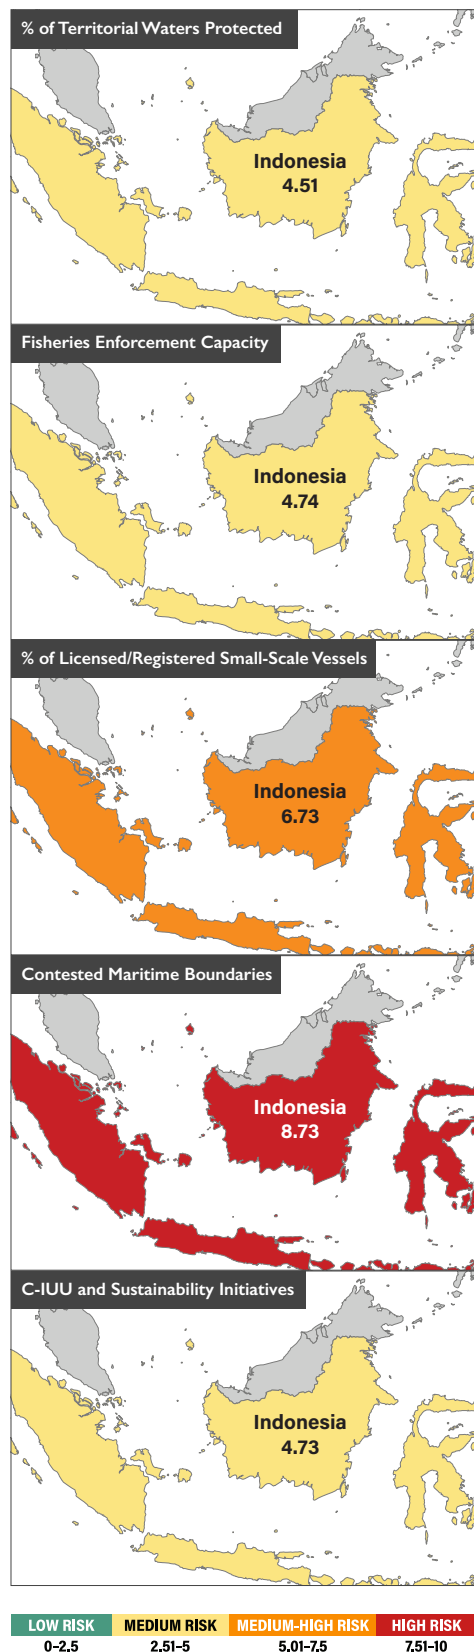 % of Territorial Waters Protected
Indonesia
4.51
Fisheries Enforcement Capacity
Indonesia
4.74
% of Licensed/Registered Small-Scale Vessels
Indonesia
6.73
Contested Maritime Boundaries
Indonesia
8.73
C-IUU and Sustainability Initiatives
Indonesia
4.73
LOW RISK MEDIUM RISK MEDIUM-HIGH RISK HIGH RISK
0–2.5 2.51–5 5.01–7.5 7.51–10